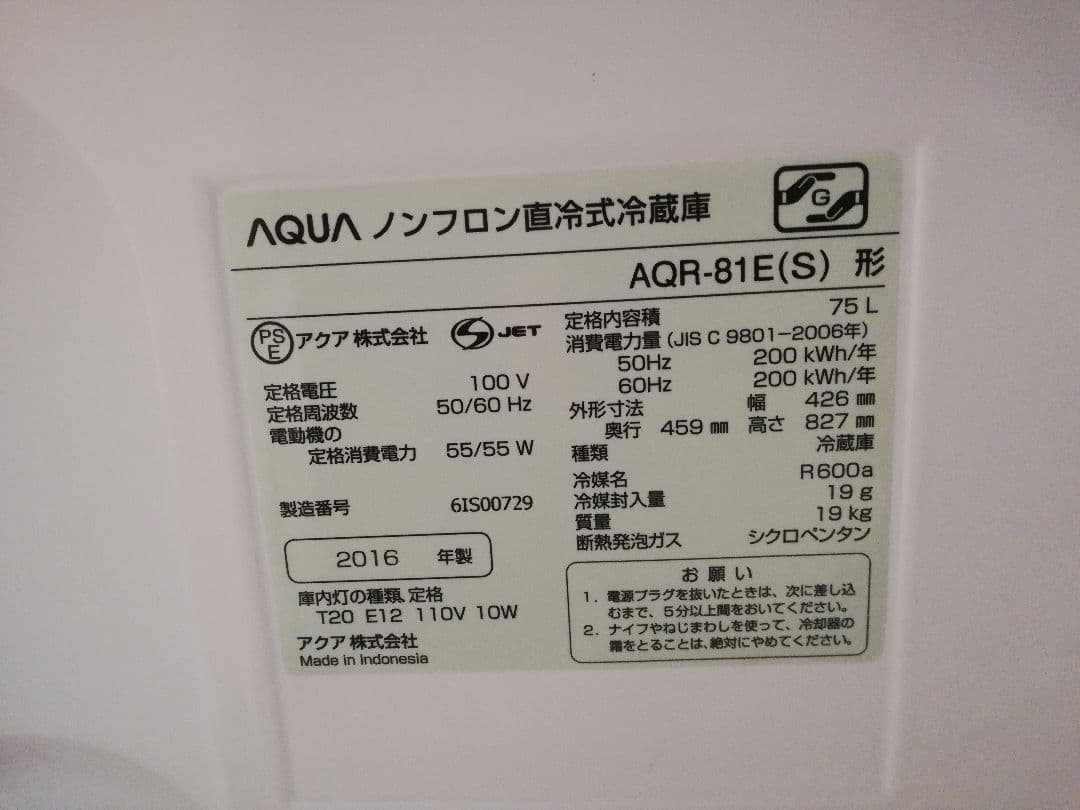 AQUA ノンフロン直冷式冷蔵庫
G
AQR-81E(S) 形
PS E アクア株式会社 S JET
定格電圧 100 V
定格周波数 50/60 Hz
電動機の
定格消費電力 55/55 W
製造番号 6IS00729
2016 年製
庫内灯の種類、定格
T20 E12 110V 10W
アクア株式会社
Made in Indonesia
定格内容積 75 L
消費電力量 (JIS C 9801-2006年)
50Hz 200 kWh/年
60Hz 200 kWh/年
外形寸法 幅 426 mm
奥行 459 mm 高さ 827 mm
種類 冷蔵庫
冷媒名 R600a
冷媒封入量 19 g
質量 19 kg
断熱発泡ガス シクロペンタン
お願い
1. 電源プラグを抜いたときは、次に差し込
むまで、5分以上間をおいてください。
2. ナイフやねじまわしを使って、冷却器の
霜をとることは、絶対にやめてください。